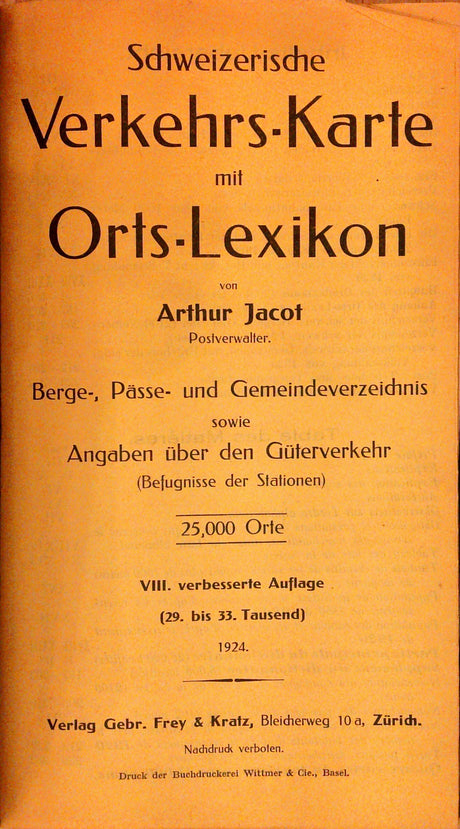 Schweizerische
Verkehrs-Karte
mit
Orts-Lexikon
von
Arthur Jacot
Postverwalter.
Berge-, Pässe- und Gemeindeverzeichnis
sowie
Angaben über den Güterverkehr
(Befugnisse der Stationen)
25,000 Orte
VIII. verbesserte Auflage
(29. bis 33. Tausend)
1924.
Verlag Gebr. Frey & Kratz, Bleicherweg 10 a, Zürich.
Nachdruck verboten.
Druck der Buchdruckerei Wittmer & Cie., Basel.